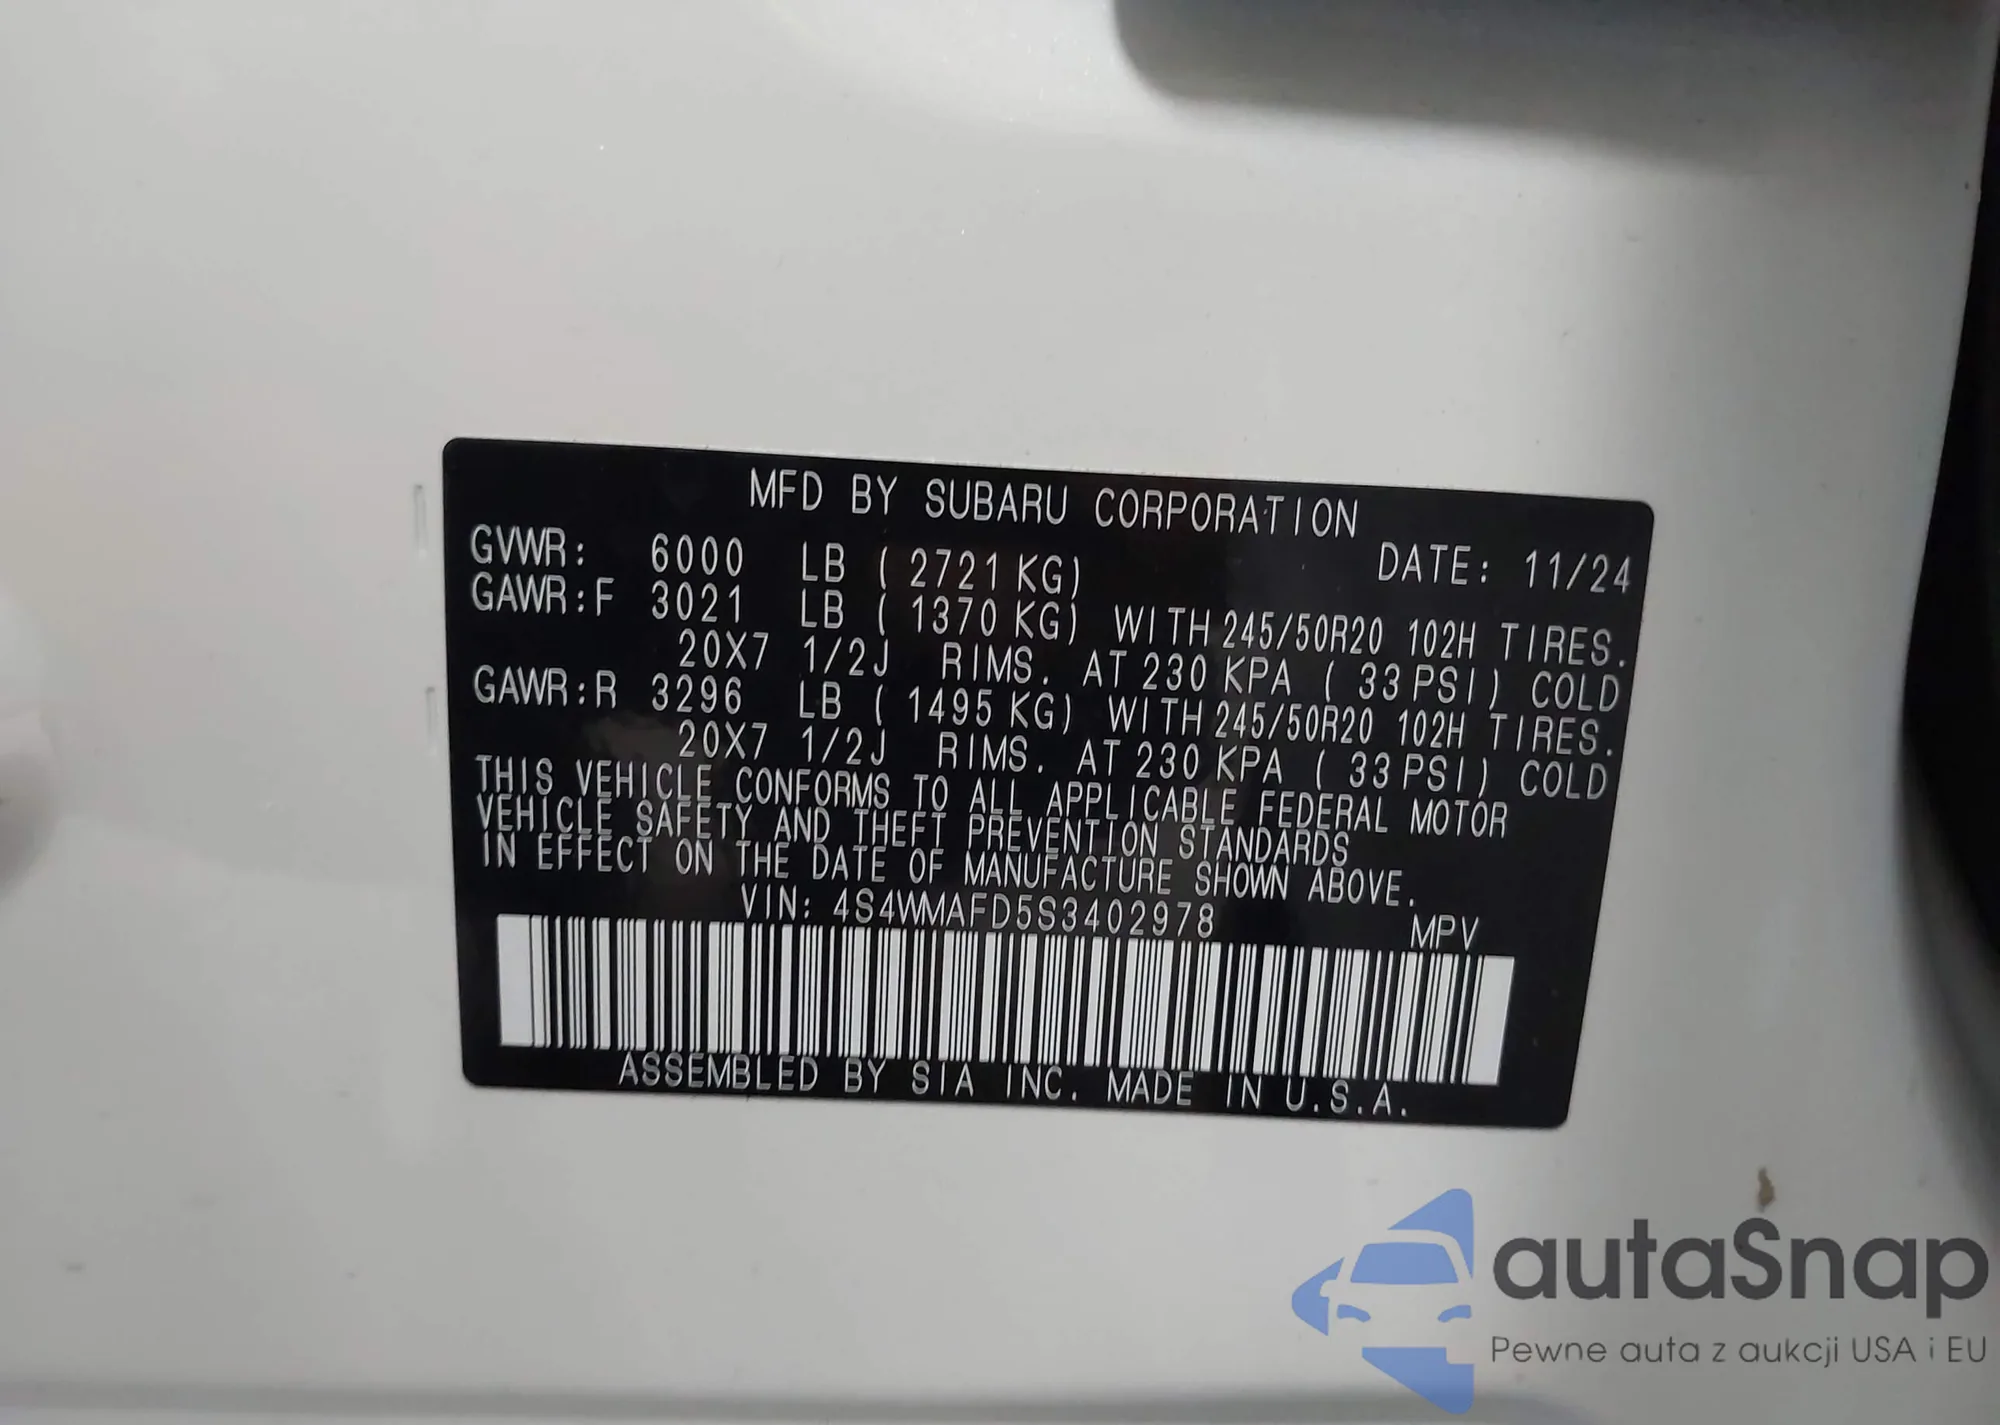 MFD BY SUBARU CORPORATION
GVWR: 6000 LB ( 2721 KG) DATE: 11/24
GAWR:F 3021 LB ( 1370 KG) WITH 245/50R20 102H TIRES.
20X7 1/2J RIMS. AT 230 KPA ( 33 PSI) COLD
GAWR:R 3296 LB ( 1495 KG) WITH 245/50R20 102H TIRES.
20X7 1/2J RIMS. AT 230 KPA ( 33 PSI) COLD
THIS VEHICLE CONFORMS TO ALL APPLICABLE FEDERAL MOTOR
VEHICLE SAFETY AND THEFT PREVENTION STANDARDS
IN EFFECT ON THE DATE OF MANUFACTURE SHOWN ABOVE.
VIN: 4S4WMAFD5S3402978 MPV
ASSEMBLED BY SIA INC. MADE IN U.S.A.
autaSnap
Pewne auta z aukcji USA i EU